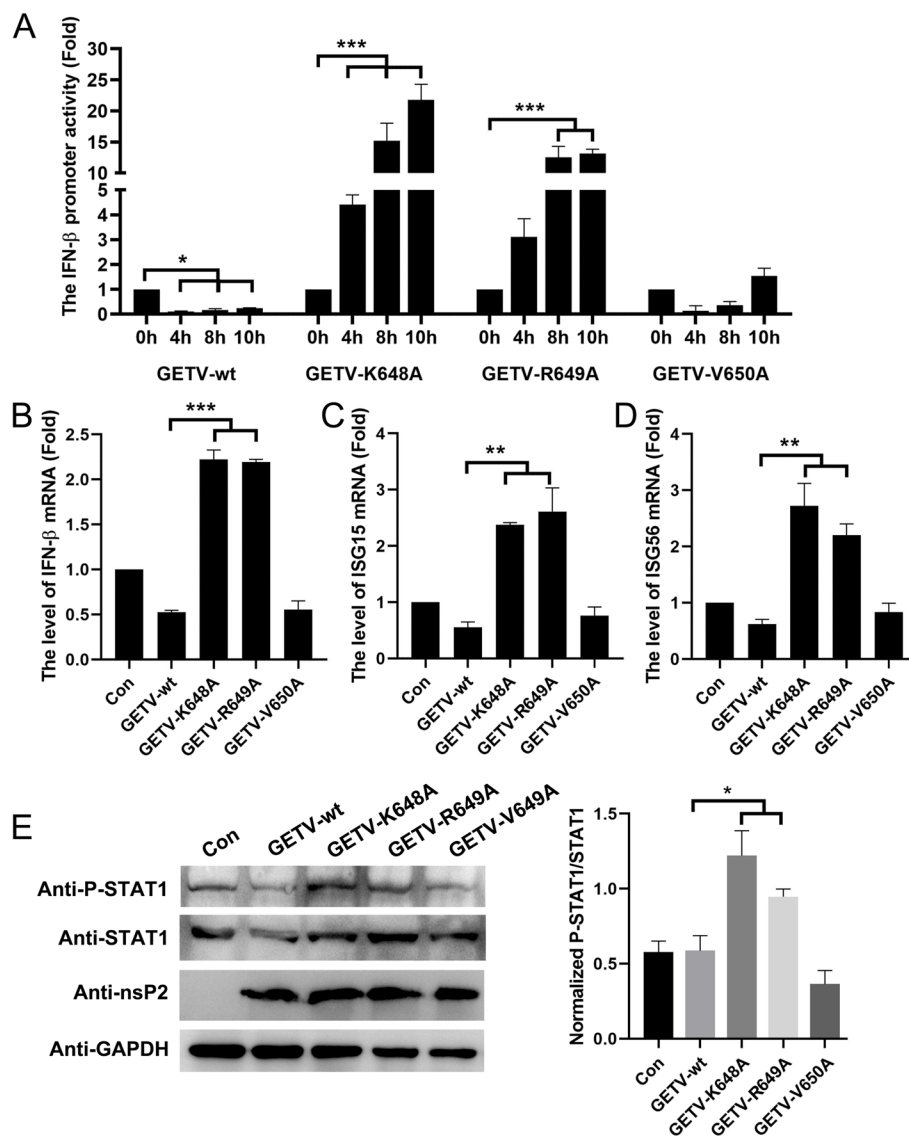 A
The IFN-β promoter activity (Fold)
30
25
20
15
10
5
4
3
2
1
0
*
***
***
0h 4h 8h 10h 0h 4h 8h 10h 0h 4h 8h 10h 0h 4h 8h 10h
GETV-wt GETV-K648A GETV-R649A GETV-V650A
B
The level of IFN-β mRNA (Fold)
2.5
2.0
1.5
1.0
0.5
0.0
***
Con GETV-wt GETV-K648A GETV-R649A GETV-V650A
C
The level of ISG15 mRNA (Fold)
4
3
2
1
0
**
Con GETV-wt GETV-K648A GETV-R649A GETV-V650A
D
The level of ISG56 mRNA (Fold)
4
3
2
1
0
**
Con GETV-wt GETV-K648A GETV-R649A GETV-V650A
E
Con GETV-wt GETV-K648A GETV-R649A GETV-V649A
Anti-P-STAT1
Anti-STAT1
Anti-nsP2
Anti-GAPDH
Normalized P-STAT1/STAT1
1.5
1.0
0.5
0.0
*
Con GETV-wt GETV-K648A GETV-R649A GETV-V650A